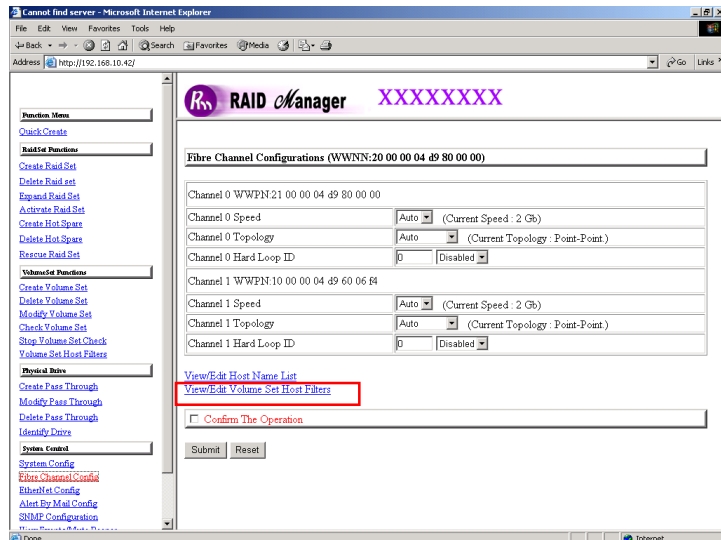 Cannot find server - Microsoft Internet Explorer
File Edit View Favorites Tools Help
Back Search Favorites Media
Address http://192.168.10.42/ Go Links
Function Menu
Quick Create
RaidSet Functions
Create Raid Set
Delete Raid set
Expand Raid Set
Activate Raid Set
Create Hot Spare
Delete Hot Spare
Rescue Raid Set
VolumeSet Functions
Create Volume Set
Delete Volume Set
Modify Volume Set
Check Volume Set
Stop Volume Set Check
Volume Set Host Filters
Physical Drive
Create Pass Through
Modify Pass Through
Delete Pass Through
Identify Drive
System Control
System Config
Fibre Channel Config
EtherNet Config
Alert By Mail Config
SNMP Configuration
RAID Manager XXXXXXXX
Fibre Channel Configurations (WWNN:20 00 00 04 d9 80 00 00)
Channel 0 WWPN:21 00 00 04 d9 80 00 00
Channel 0 Speed Auto (Current Speed : 2 Gb)
Channel 0 Topology Auto (Current Topology : Point-Point.)
Channel 0 Hard Loop ID 0 Disabled
Channel 1 WWPN:10 00 00 04 d9 60 06 f4
Channel 1 Speed Auto (Current Speed : 2 Gb)
Channel 1 Topology Auto (Current Topology : Point-Point.)
Channel 1 Hard Loop ID 0 Disabled
View/Edit Host Name List
View/Edit Volume Set Host Filters
Confirm The Operation
Submit Reset
Done Internet